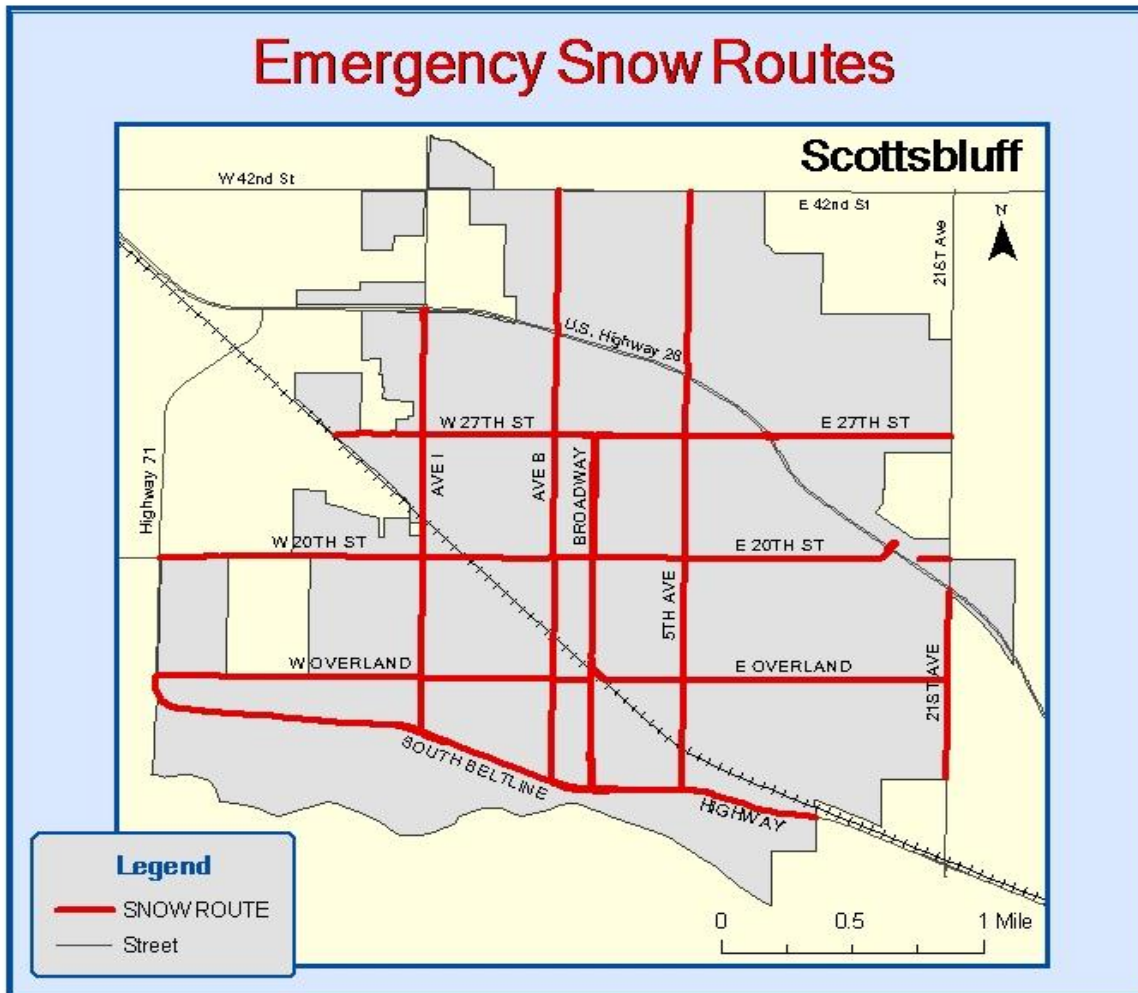 Emergency Snow Routes
Scottsbluff
W 42nd St
E 42nd St
N
21ST Ave
U.S. Highway 26
W 27TH ST
E 27TH ST
Highway 71
AVE I
AVE B
BROADWAY
W 20TH ST
E 20TH ST
5TH AVE
W OVERLAND
E OVERLAND
21ST AVE
SOUTH BELTLINE
HIGHWAY
Legend
SNOW ROUTE
Street
0 0.5 1 Mile